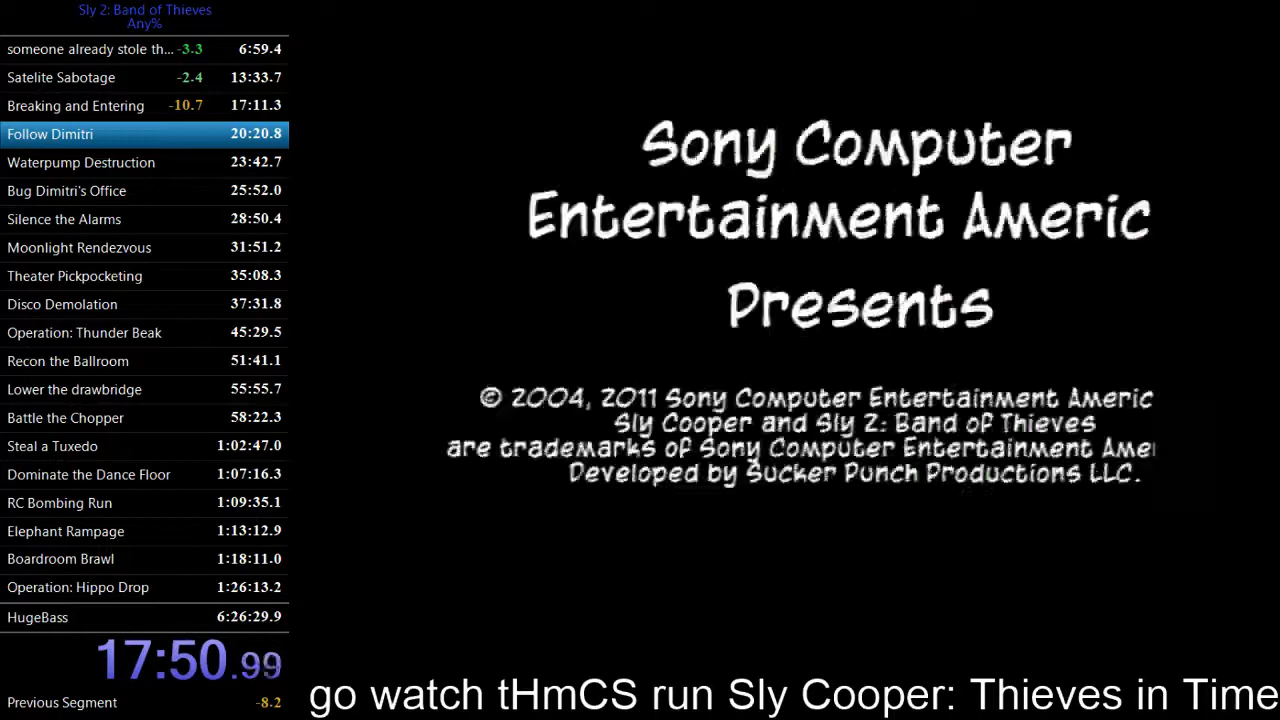 Sly 2: Band of Thieves
Any%
someone already stole th... -3.3 6:59.4
Satelite Sabotage -2.4 13:33.7
Breaking and Entering -10.7 17:11.3
Follow Dimitri 20:20.8
Waterpump Destruction 23:42.7
Bug Dimitri's Office 25:52.0
Silence the Alarms 28:50.4
Moonlight Rendezvous 31:51.2
Theater Pickpocketing 35:08.3
Disco Demolation 37:31.8
Operation: Thunder Beak 45:29.5
Recon the Ballroom 51:41.1
Lower the drawbridge 55:55.7
Battle the Chopper 58:22.3
Steal a Tuxedo 1:02:47.0
Dominate the Dance Floor 1:07:16.3
RC Bombing Run 1:09:35.1
Elephant Rampage 1:13:12.9
Boardroom Brawl 1:18:11.0
Operation: Hippo Drop 1:26:13.2
HugeBass 6:26:29.9
17:50.99
Previous Segment -8.2
Sony Computer
Entertainment Americ
Presents
© 2004, 2011 Sony Computer Entertainment Americ
Sly Cooper and Sly 2: Band of Thieves
are trademarks of Sony Computer Entertainment Ame
Developed by Sucker Punch Productions LLC.
go watch tHmCS run Sly Cooper: Thieves in Time